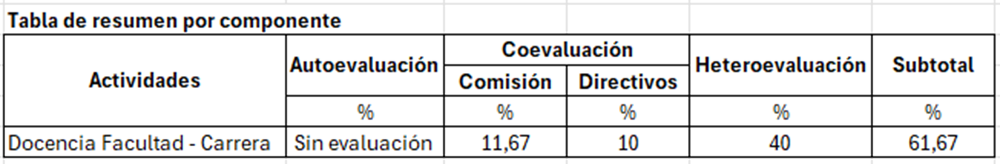 Tabla de resumen por componente
Actividades Autoevaluación Coevaluación Heteroevaluación Subtotal
Comisión Directivos
% % % % %
Docencia Facultad - Carrera Sin evaluación 11,67 10 40 61,67